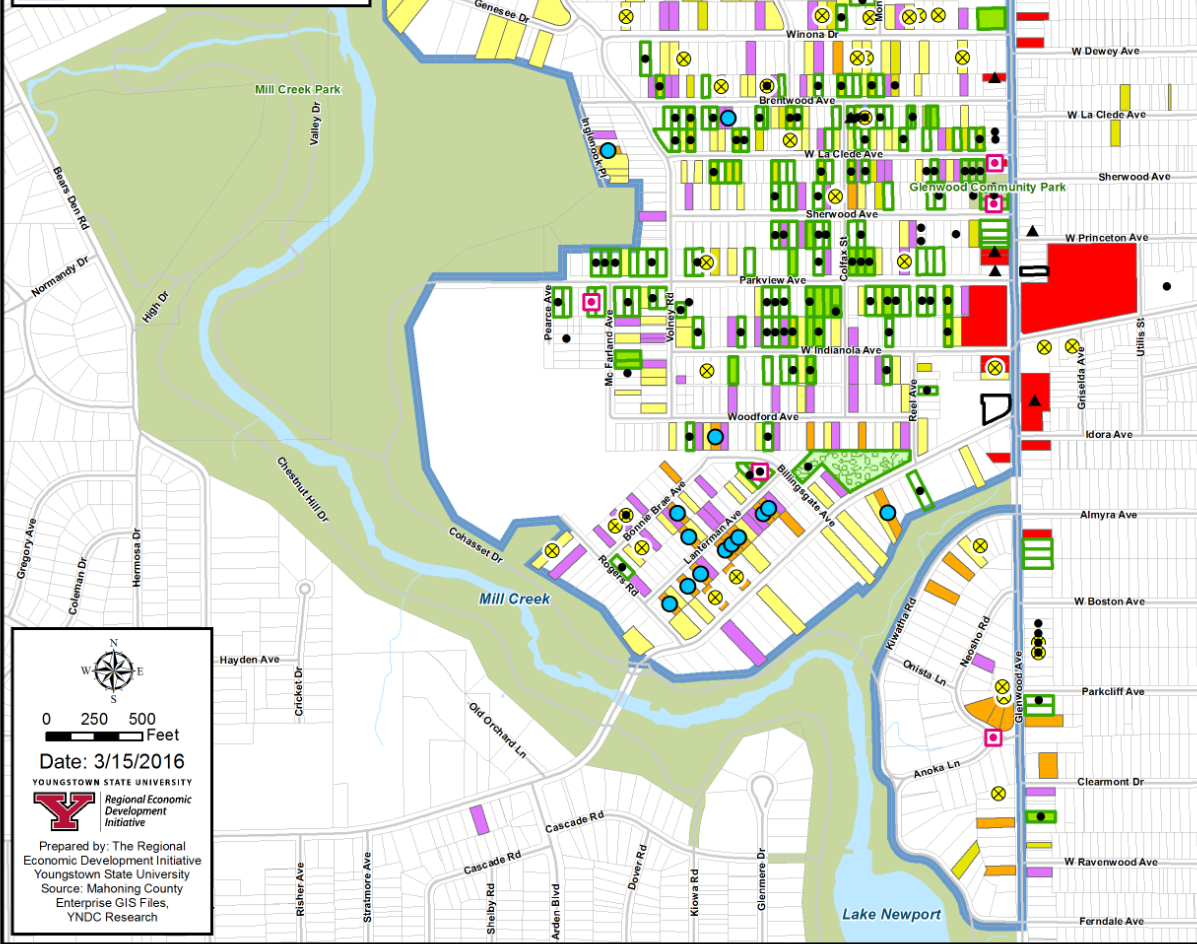 Genesee Dr
Mon
Winona Dr
W Dewey Ave
Mill Creek Park
Valley Dr
Brentwood Ave
W La Clede Ave
Inglenook Pl
W La Clede Ave
Bears Den Rd
Sherwood Ave
Glenwood Community Park
Sherwood Ave
W Princeton Ave
Colfax St
Normandy Dr
High Dr
Parkview Ave
Pearce Ave
Mc Farland Ave
Volney Rd
Utilis St
W Indianola Ave
Griselda Ave
Reel Ave
Woodford Ave
Idora Ave
Chestnut Hill Dr
Billingsgate Ave
Bonnie Brae Ave
Lanterman Ave
Almyra Ave
Gregory Ave
Coleman Dr
Hermosa Dr
Cohasset Dr
Rogers Rd
Mill Creek
W Boston Ave
Kiwatha Rd
Neosho Rd
Onista Ln
Glenwood Ave
Hayden Ave
Cricket Dr
Parkcliff Ave
Old Orchard Ln
Anoka Ln
Clearmont Dr
Cascade Rd
Cascade Rd
W Ravenwood Ave
Risher Ave
Stratmore Ave
Shelby Rd
Arden Blvd
Dover Rd
Kiowa Rd
Glenmere Dr
Lake Newport
Ferndale Ave
N
W E
S
0 250 500
Feet
Date: 3/15/2016
YOUNGSTOWN STATE UNIVERSITY
Y
Regional Economic
Development
Initiative
Prepared by: The Regional
Economic Development Initiative
Youngstown State University
Source: Mahoning County
Enterprise GIS Files,
YNDC Research